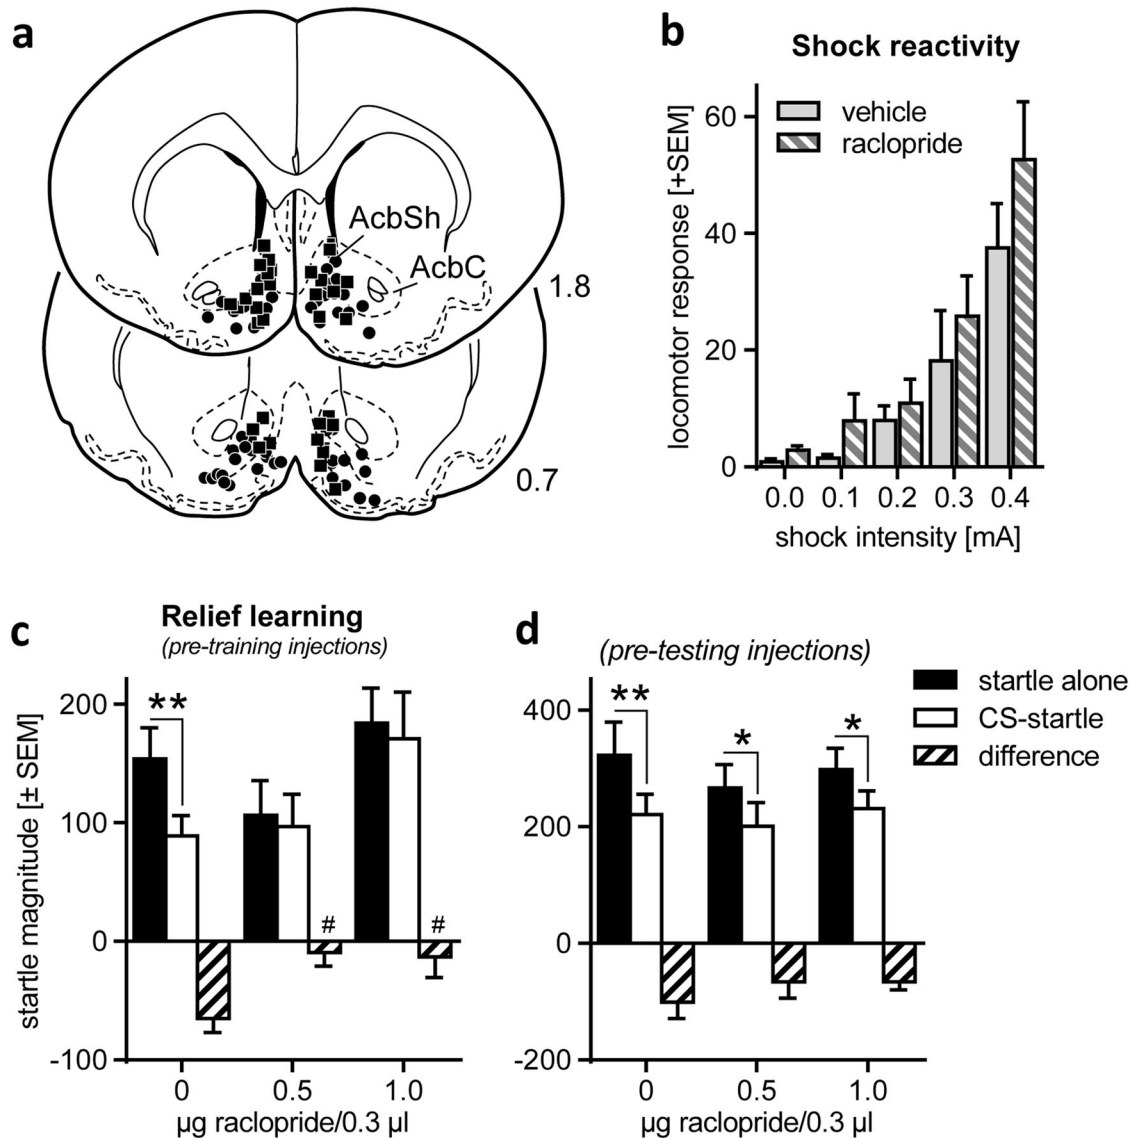 a
AcbSh
AcbC
1.8
0.7
b
Shock reactivity
locomotor response [+SEM]
vehicle
raclopride
60
40
20
0
0.0 0.1 0.2 0.3 0.4
shock intensity [mA]
c
Relief learning
(pre-training injections)
startle magnitude [± SEM]
200
100
0
-100
**
#
#
0 0.5 1.0
µg raclopride/0.3 µl
d
(pre-testing injections)
400
200
0
-200
**
*
*
0 0.5 1.0
µg raclopride/0.3 µl
startle alone
CS-startle
difference